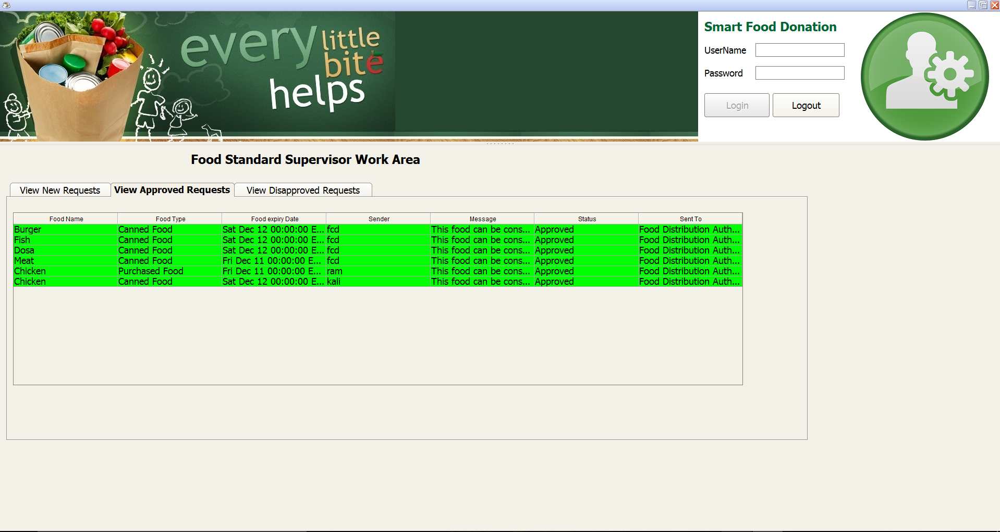 every little
bite
helps
Smart Food Donation
UserName
Password
Login Logout
Food Standard Supervisor Work Area
View New Requests View Approved Requests View Disapproved Requests
Food Name Food Type Food expiry Date Sender Message Status Sent To
Burger Canned Food Sat Dec 12 00:00:00 E... fcd This food can be cons... Approved Food Distribution Auth...
Fish Canned Food Sat Dec 12 00:00:00 E... fcd This food can be cons... Approved Food Distribution Auth...
Dosa Canned Food Sat Dec 12 00:00:00 E... fcd This food can be cons... Approved Food Distribution Auth...
Meat Canned Food Fri Dec 11 00:00:00 E... fcd This food can be cons... Approved Food Distribution Auth...
Chicken Purchased Food Fri Dec 11 00:00:00 E... ram This food can be cons... Approved Food Distribution Auth...
Chicken Canned Food Sat Dec 12 00:00:00 E... kali This food can be cons... Approved Food Distribution Auth...